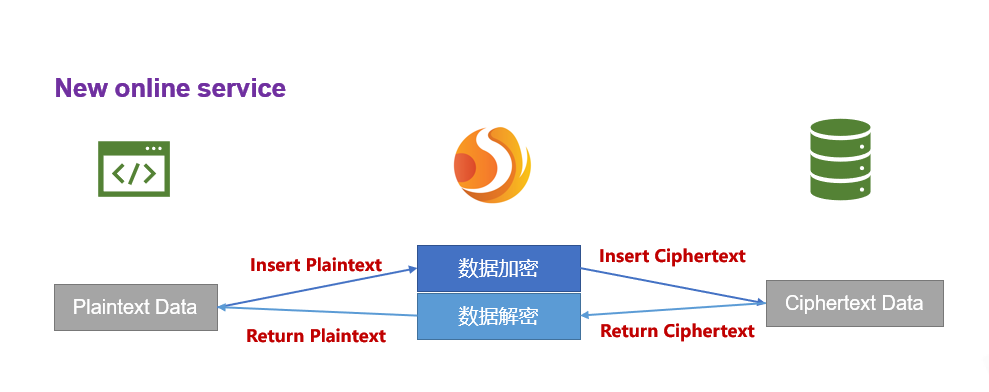 New online service
</>
Insert Plaintext
数据加密
Insert Ciphertext
Plaintext Data
Ciphertext Data
数据解密
Return Plaintext
Return Ciphertext